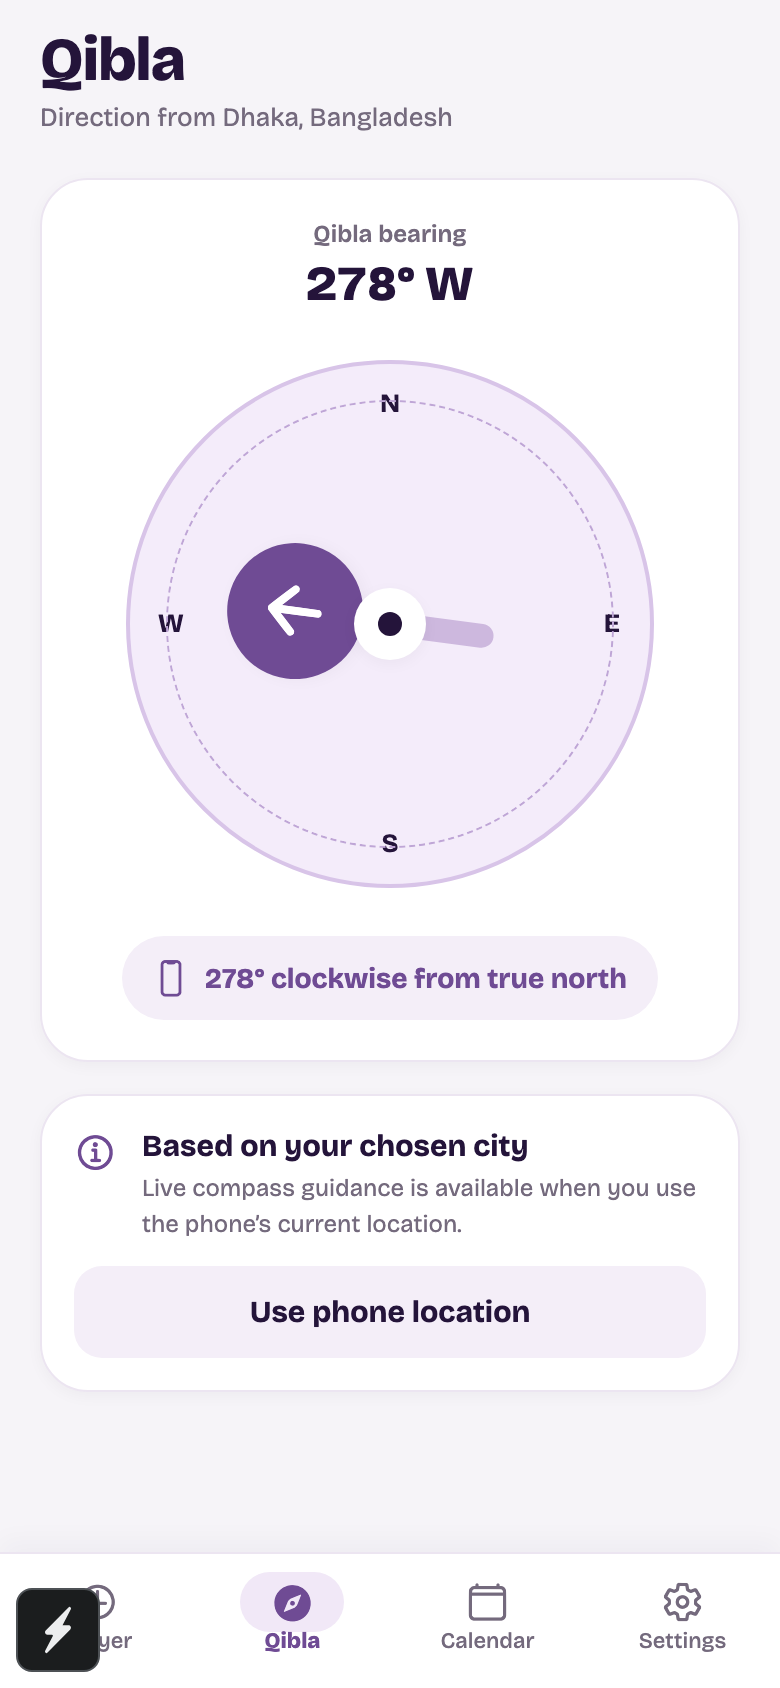 Qibla
Direction from Dhaka, Bangladesh
Qibla bearing
278° W
N
W
E
S
278° clockwise from true north
Based on your chosen city
Live compass guidance is available when you use
the phone's current location.
Use phone location
Qibla
Calendar
Settings